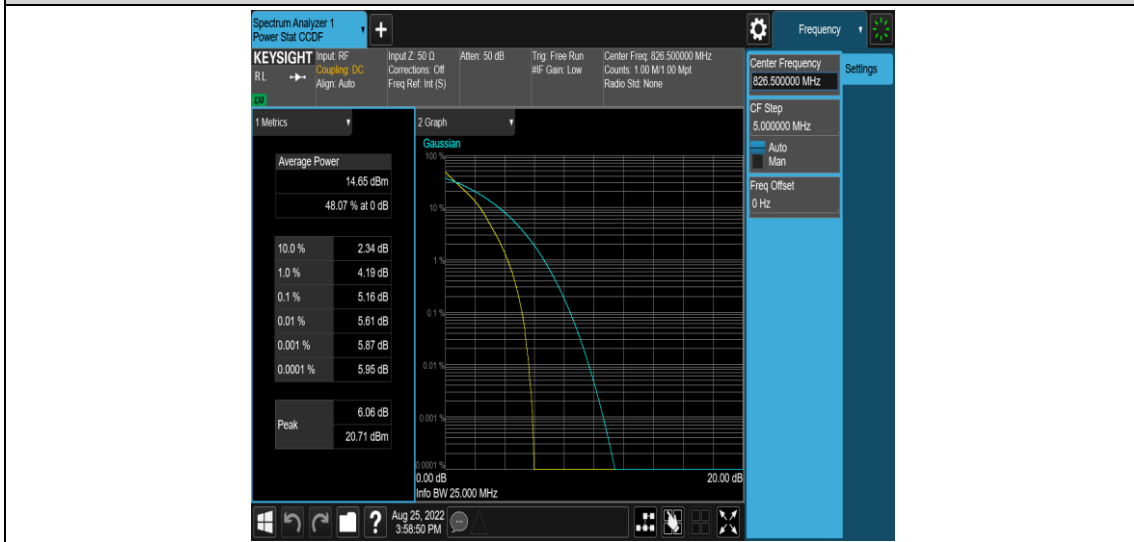 Spectrum Analyzer 1
Power Stat CCDF
Frequency
KEYSIGHT
RL
LXI
Input: RF
Coupling: DC
Align: Auto
Input Z: 50 Ω
Corrections: Off
Freq Ref: Int (S)
Atten: 50 dB
Trig: Free Run
#IF Gain: Low
Center Freq: 826.500000 MHz
Counts: 1.00 M/1.00 Mpt
Radio Std: None
Center Frequency
826.500000 MHz
Settings
CF Step
5.000000 MHz
Auto
Man
Freq Offset
0 Hz
1 Metrics
Average Power
14.65 dBm
48.07 % at 0 dB
10.0 % 2.34 dB
1.0 % 4.19 dB
0.1 % 5.16 dB
0.01 % 5.61 dB
0.001 % 5.87 dB
0.0001 % 5.95 dB
Peak 6.06 dB
20.71 dBm
2 Graph
Gaussian
100 %
10 %
1 %
0.1 %
0.01 %
0.001 %
0.0001 %
0.00 dB 20.00 dB
Info BW 25.000 MHz
Aug 25, 2022
3:58:50 PM